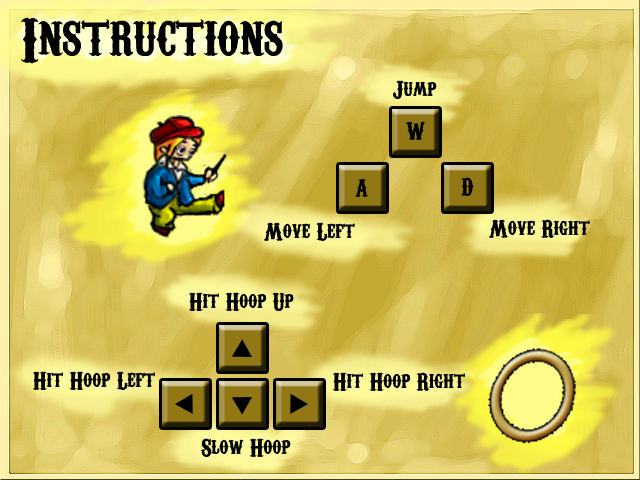 Instructions
Jump
W
A
D
Move Left
Move Right
Hit Hoop Up
Hit Hoop Left
Hit Hoop Right
Slow Hoop